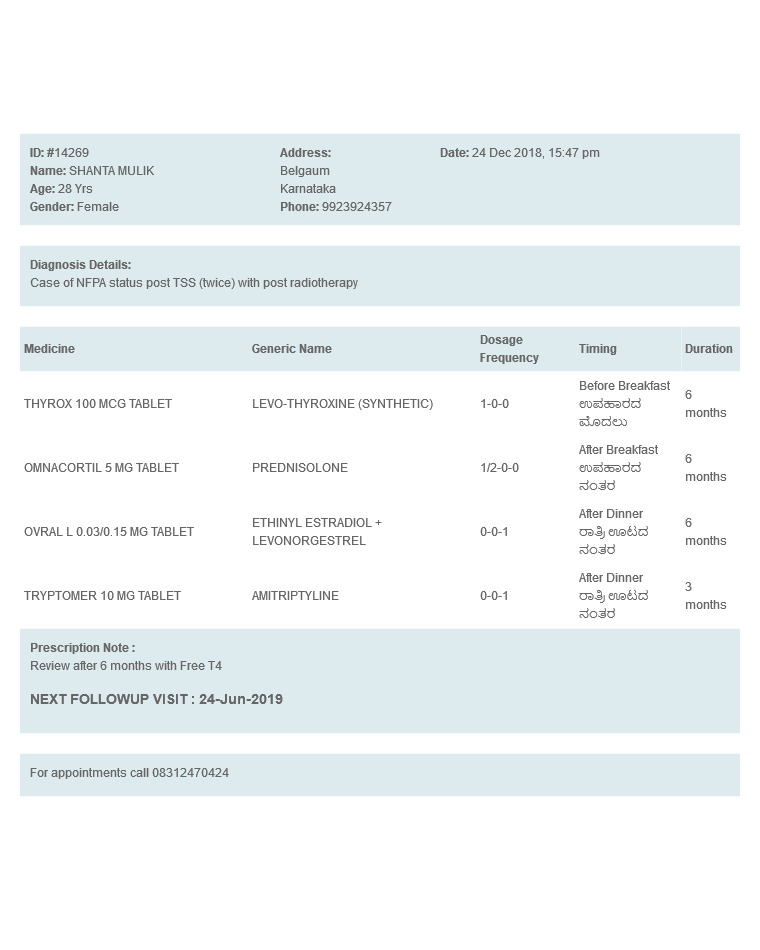 ID: #14269
Name: SHANTA MULIK
Age: 28 Yrs
Gender: Female
Address:
Belgaum
Karnataka
Phone: 9923924357
Date: 24 Dec 2018, 15:47 pm
Diagnosis Details:
Case of NFPA status post TSS (twice) with post radiotherapy
Medicine Generic Name Dosage Frequency Timing Duration
THYROX 100 MCG TABLET LEVO-THYROXINE (SYNTHETIC) 1-0-0 Before Breakfast ಉಪಹಾರದ ಮೊದಲು 6 months
OMNACORTIL 5 MG TABLET PREDNISOLONE 1/2-0-0 After Breakfast ಉಪಹಾರದ ನಂತರ 6 months
OVRAL L 0.03/0.15 MG TABLET ETHINYL ESTRADIOL + LEVONORGESTREL 0-0-1 After Dinner ರಾತ್ರಿ ಊಟದ ನಂತರ 6 months
TRYPTOMER 10 MG TABLET AMITRIPTYLINE 0-0-1 After Dinner ರಾತ್ರಿ ಊಟದ ನಂತರ 3 months
Prescription Note :
Review after 6 months with Free T4
NEXT FOLLOWUP VISIT : 24-Jun-2019
For appointments call 08312470424